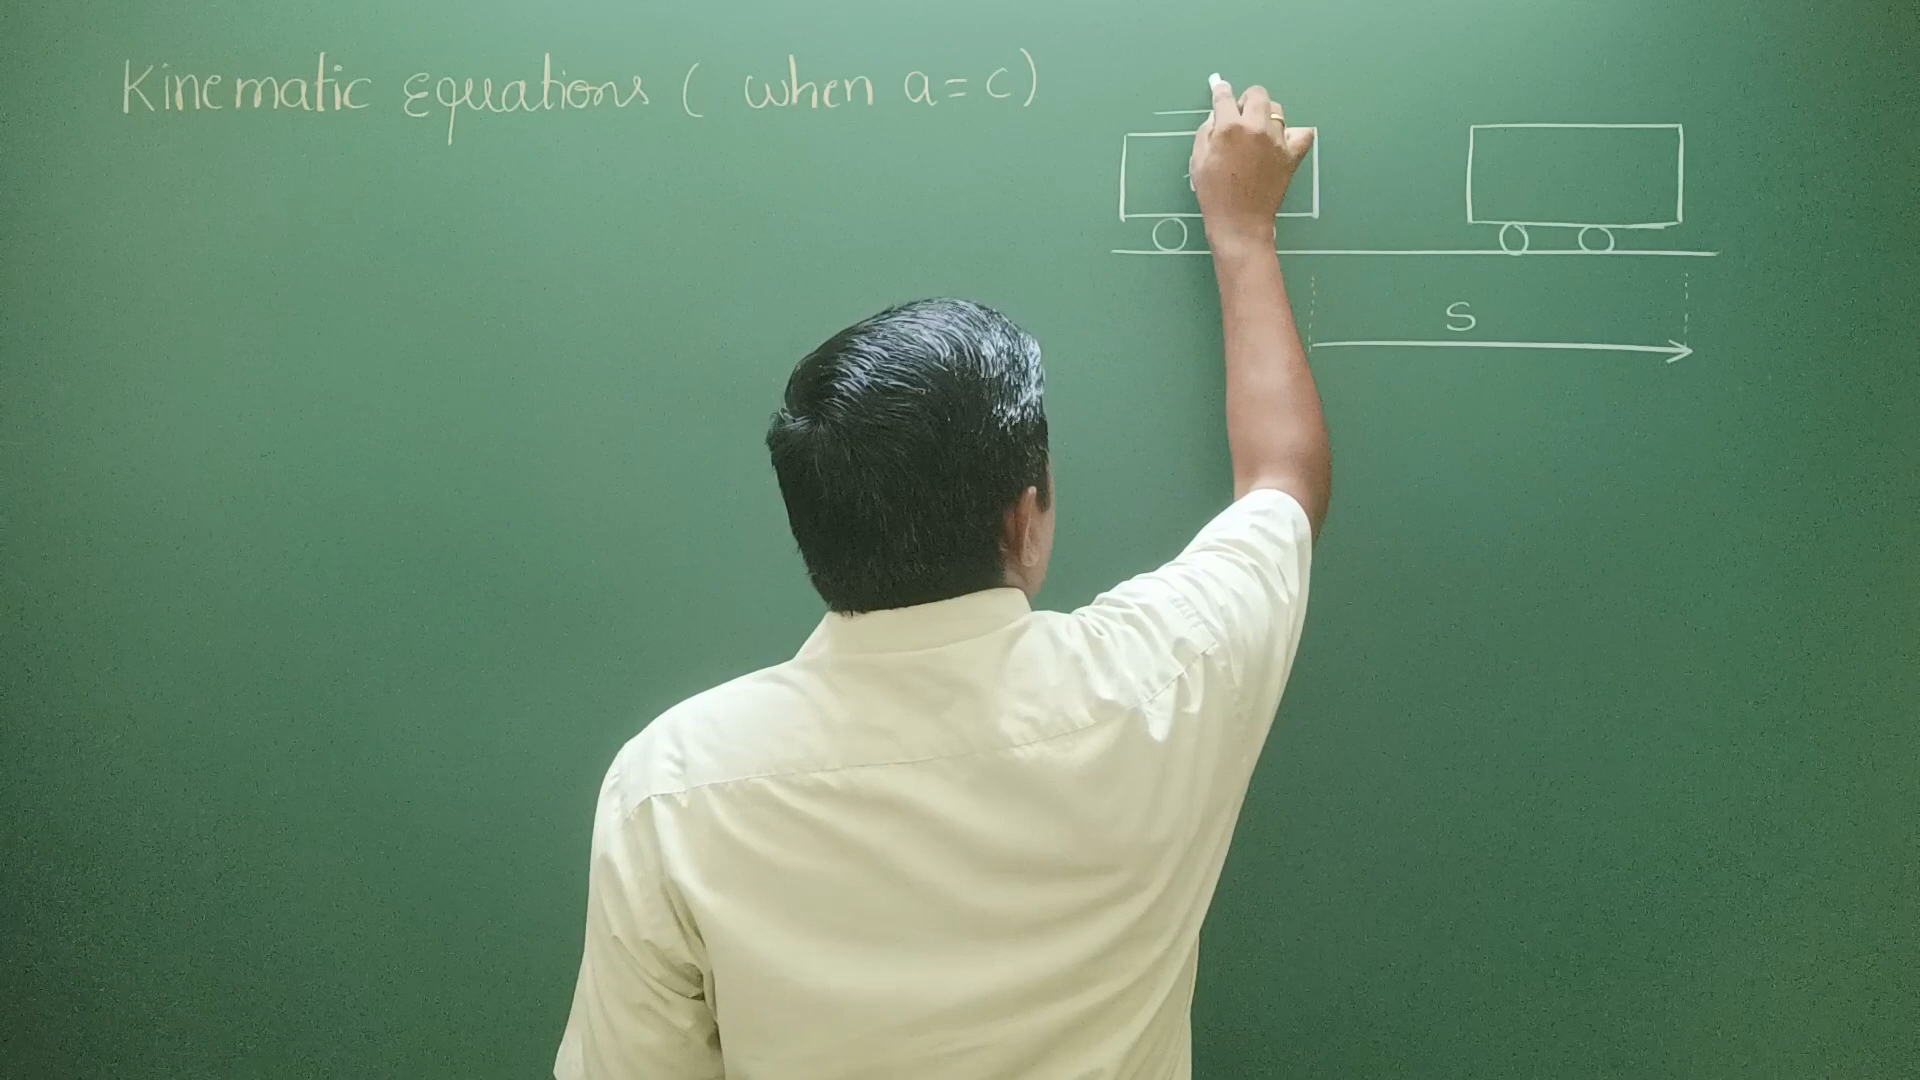 Kinematic Equations ( when a = c )
S